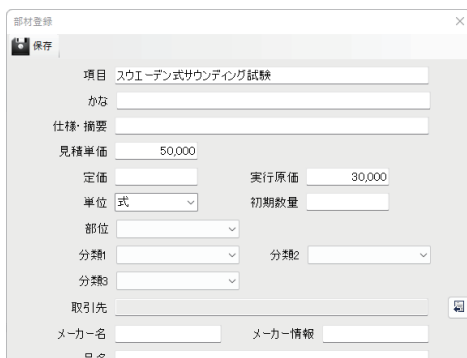 部材登録
保存
項目 スウエーデン式サウンディング試験
かな
仕様・摘要
見積単価 50,000
定価 実行原価 30,000
単位 式 初期数量
部位
分類1 分類2
分類3
取引先
メーカー名 メーカー情報
品名